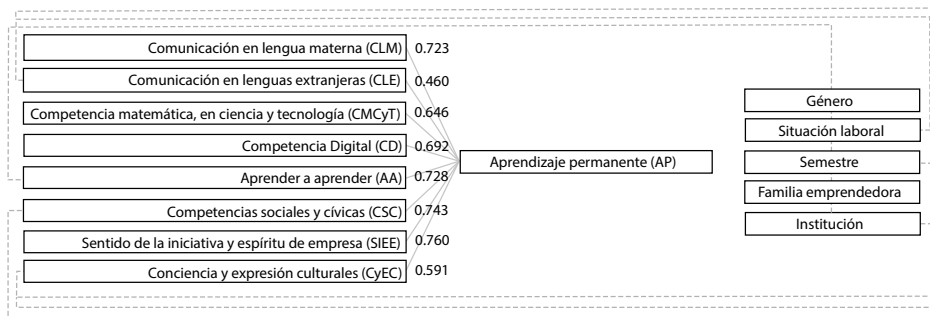 Comunicación en lengua materna (CLM) 0.723
Comunicación en lenguas extranjeras (CLE) 0.460
Competencia matemática, en ciencia y tecnología (CMCyT) 0.646
Competencia Digital (CD) 0.692
Aprender a aprender (AA) 0.728
Competencias sociales y cívicas (CSC) 0.743
Sentido de la iniciativa y espíritu de empresa (SIEE) 0.760
Conciencia y expresión culturales (CyEC) 0.591
Aprendizaje permanente (AP)
Género
Situación laboral
Semestre
Familia emprendedora
Institución